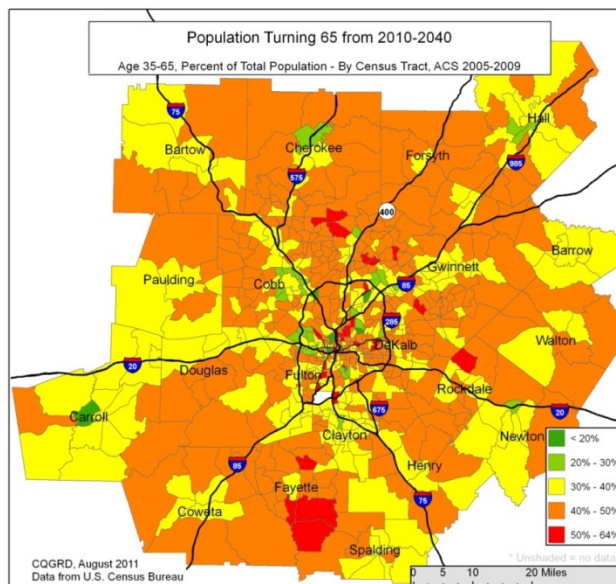 Population Turning 65 from 2010-2040
Age 35-65, Percent of Total Population - By Census Tract, ACS 2005-2009
75
Hall
Cherokee
Bartow
Forsyth
985
575
400
Barrow
Gwinnett
Paulding
Cobb
85
285
DeKalb
Walton
20
Douglas
Fulton
Rockdale
Carroll
675
20
Clayton
Newton
Henry
85
Fayette
75
Coweta
Spalding
< 20%
20% - 30%
30% - 40%
40% - 50%
50% - 64%
* Unshaded = no data
CQGRD, August 2011
Data from U.S. Census Bureau
0 5 10 20 Miles